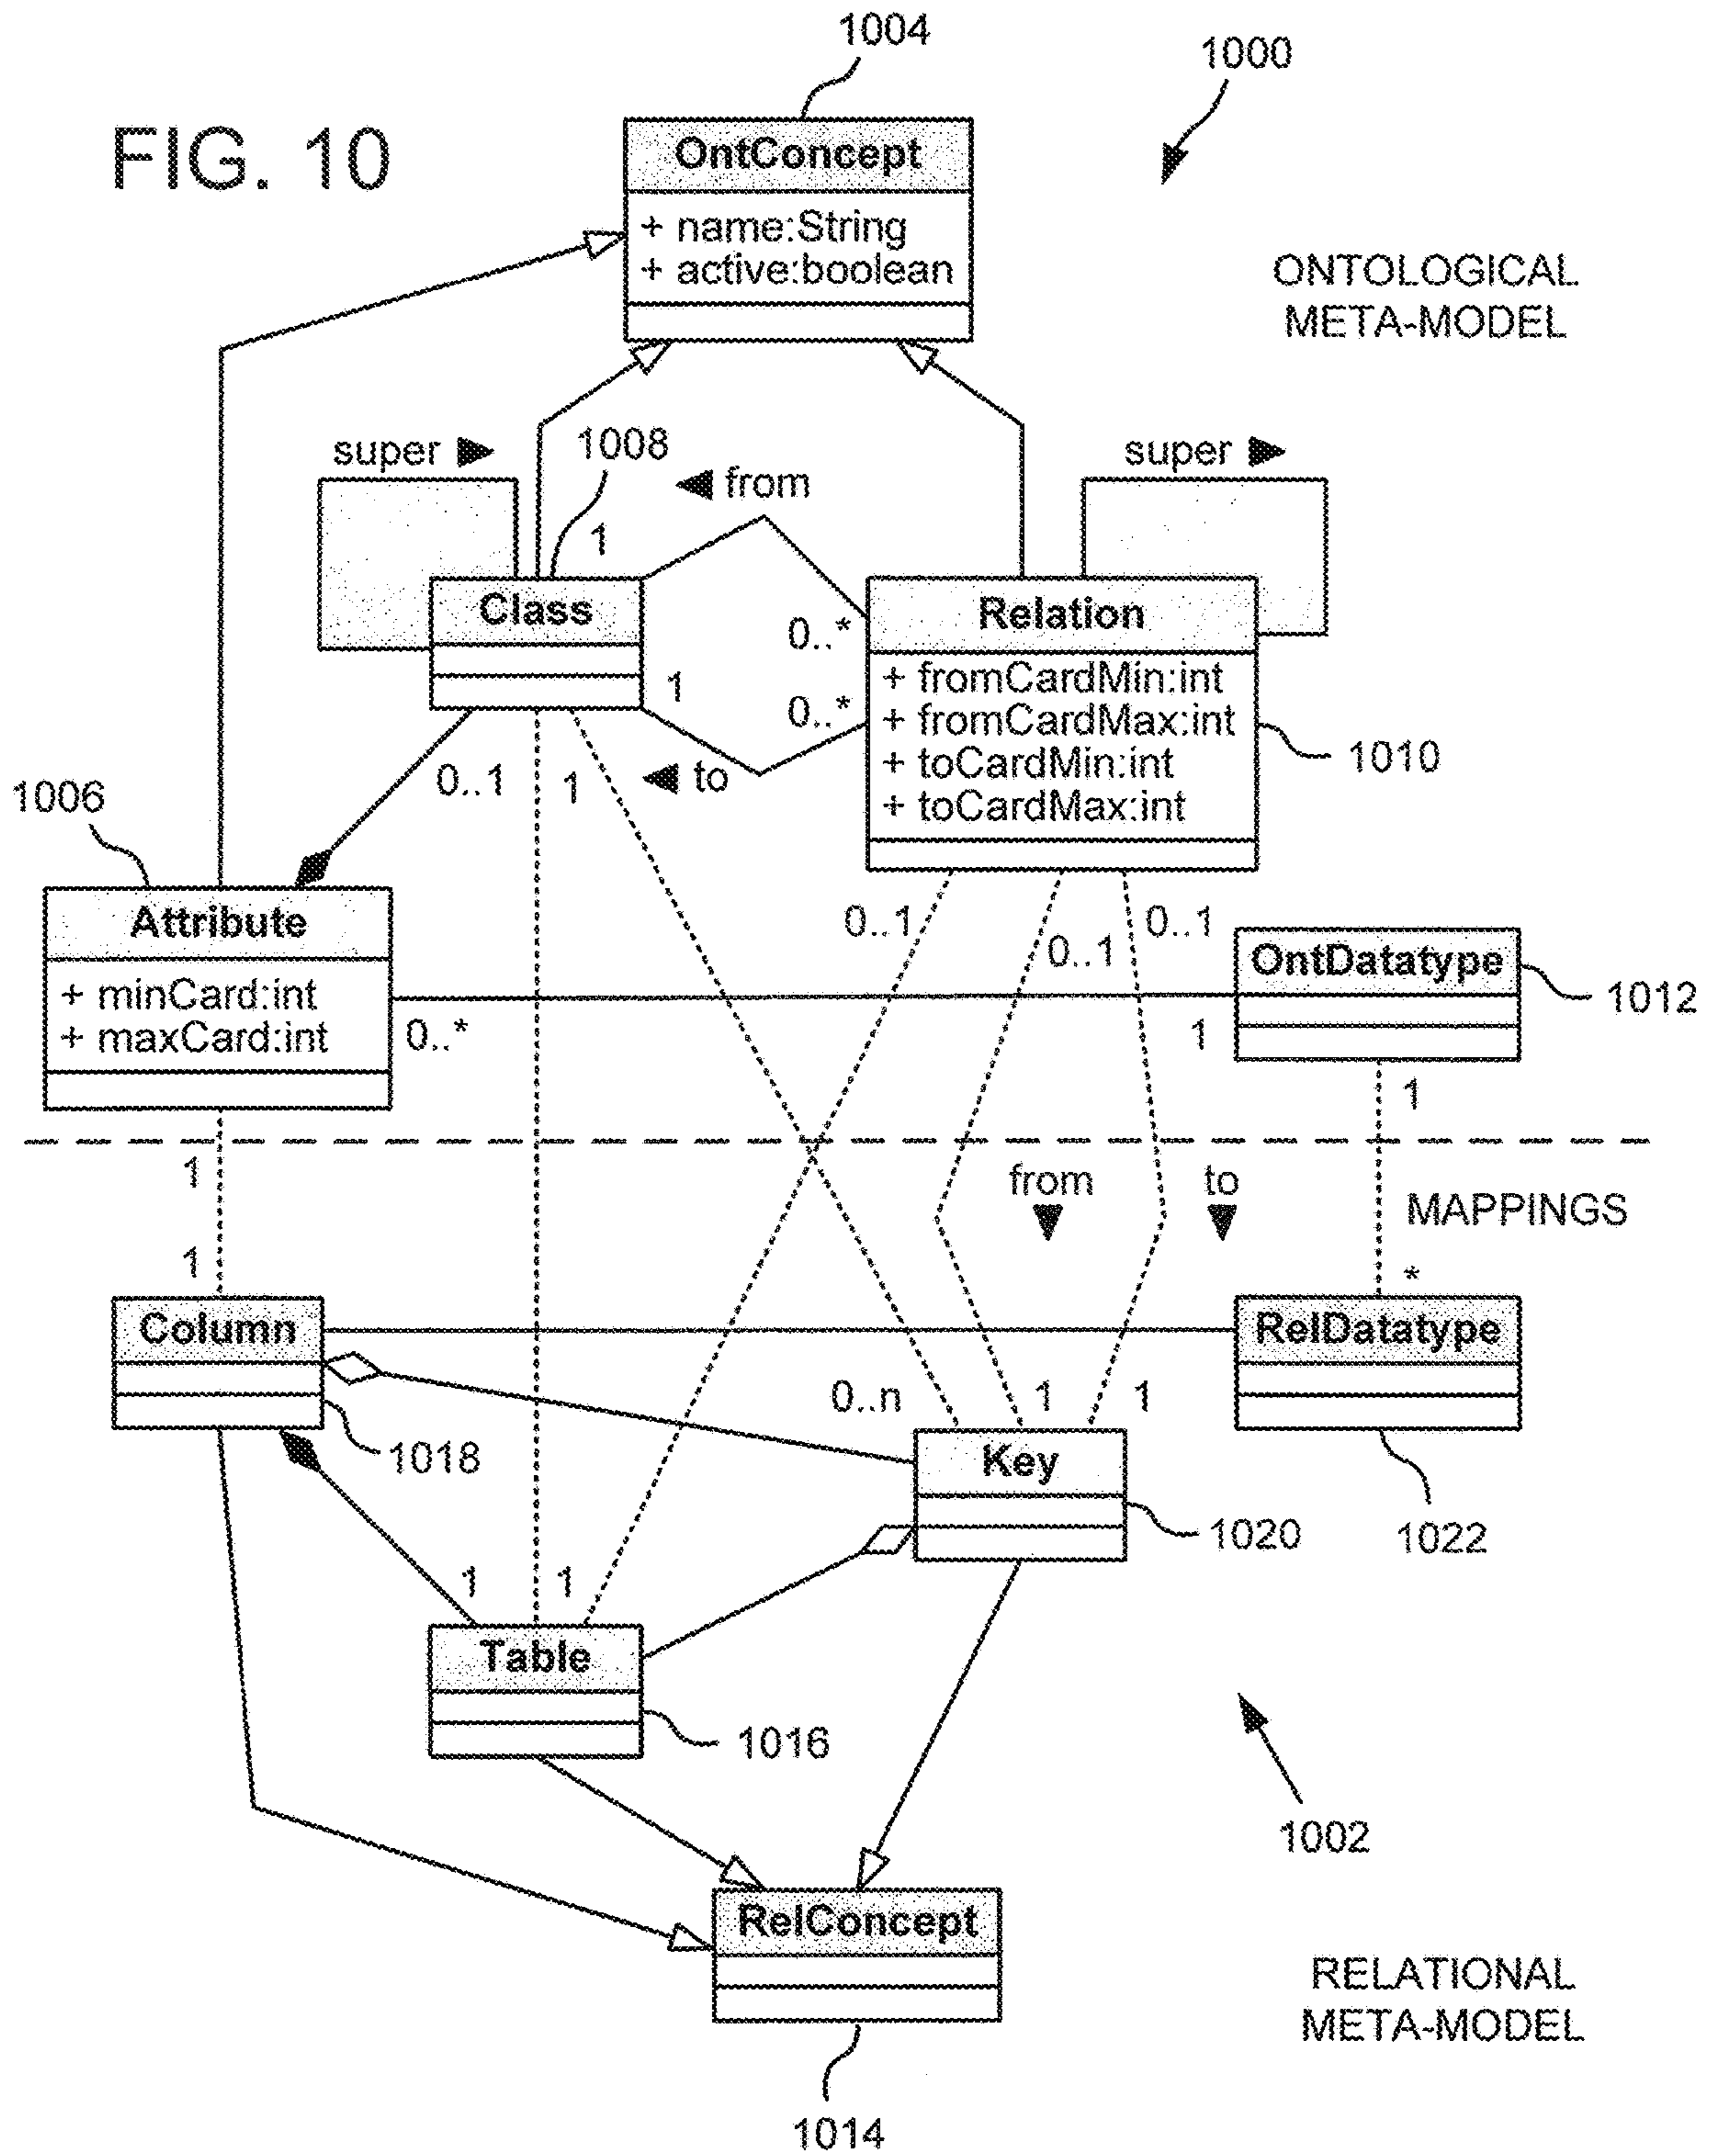 1004
1000
FIG. 10
OntConcept
+ name:String
+ active:boolean
ONTOLOGICAL
META-MODEL
super ►
1008
◄ from
super ►
1
Class
Relation
0..*
+ fromCardMin:int
+ fromCardMax:int
+ toCardMin:int
+ toCardMax:int
1
0..*
1010
0..1
1
◄ to
1006
Attribute
+ minCard:int
+ maxCard:int
0..1
0..1
0..1
OntDatatype
1012
0..*
1
1
1
from
▼
to
▼
MAPPINGS
1
*
Column
RelDatatype
0..n
1
1
1018
Key
1020
1022
1
1
Table
1016
1002
RelConcept
RELATIONAL
META-MODEL
1014